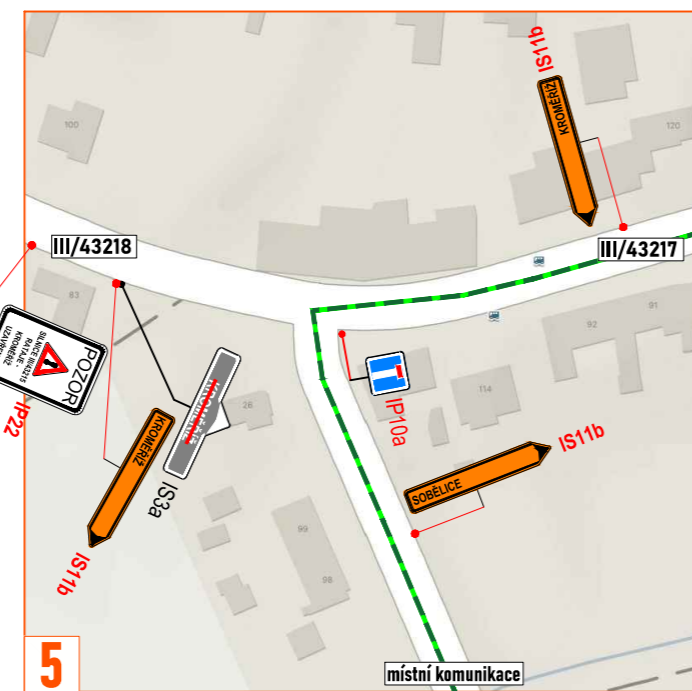 IS11b
KROMĚŘÍŽ
100
120
III/43218
III/43217
83
91
92
POZOR
SILNICE III/43215
RATAJE -
KROMĚŘÍŽ
IP22
IP10a
114
26
KROMĚŘÍŽ
IS3a
IS11b
SOBĚLICE
IS11b
99
98
5
místní komunikace